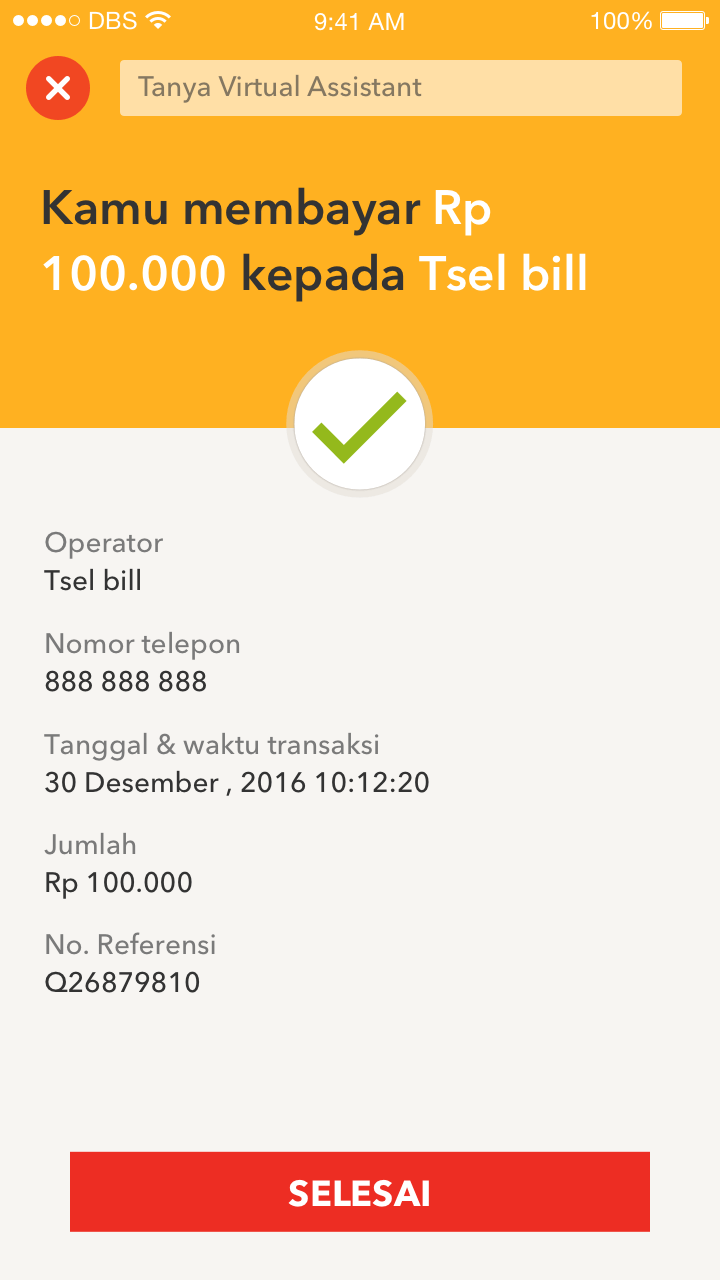 DBS 9:41 AM 100%
Tanya Virtual Assistant
Kamu membayar Rp
100.000 kepada Tsel bill
Operator
Tsel bill
Nomor telepon
888 888 888
Tanggal & waktu transaksi
30 Desember , 2016 10:12:20
Jumlah
Rp 100.000
No. Referensi
Q26879810
SELESAI